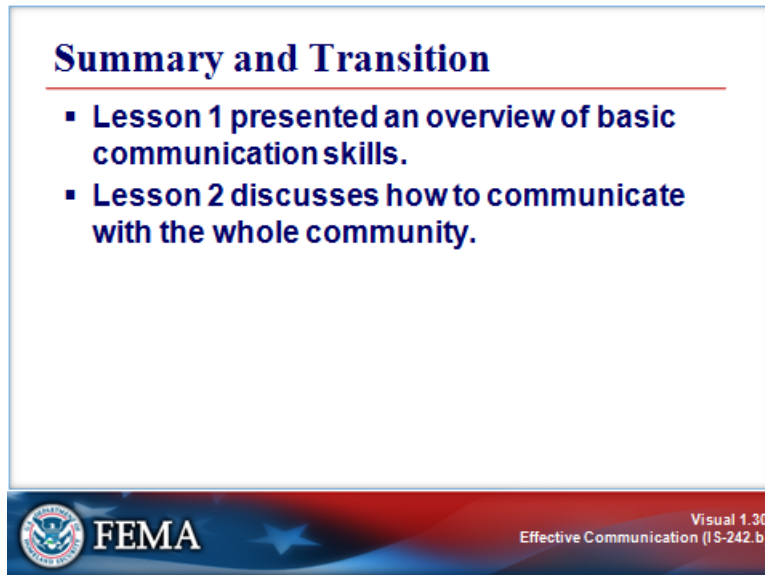 Summary and Transition
▪ Lesson 1 presented an overview of basic
communication skills.
▪ Lesson 2 discusses how to communicate
with the whole community.
FEMA
Visual 1.30
Effective Communication (IS-242.b